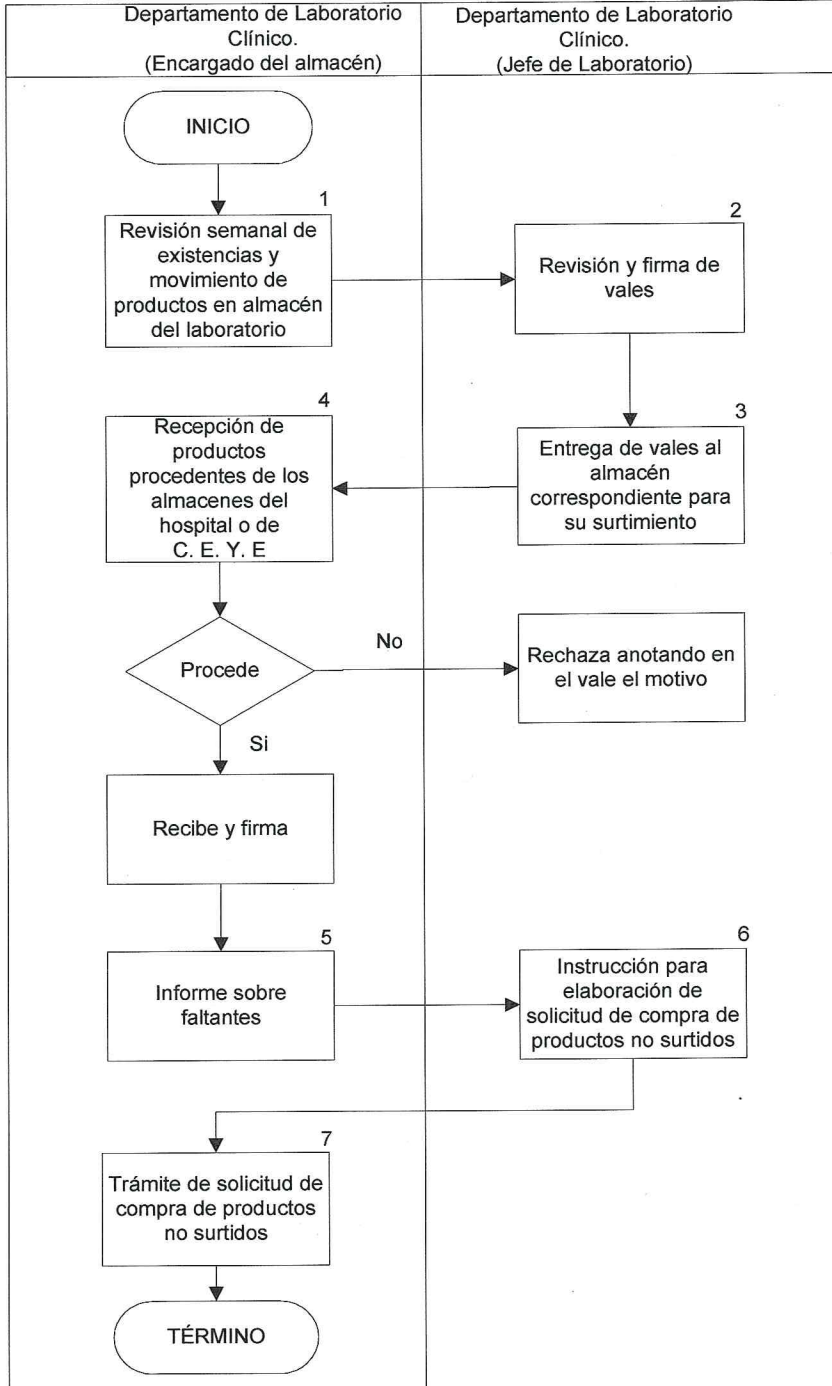 Departamento de Laboratorio
Clínico.
(Encargado del almacén)
Departamento de Laboratorio
Clínico.
(Jefe de Laboratorio)
INICIO
1
Revisión semanal de
existencias y
movimiento de
productos en almacén
del laboratorio
2
Revisión y firma de
vales
3
Entrega de vales al
almacén
correspondiente para
su surtimiento
4
Recepción de
productos
procedentes de los
almacenes del
hospital o de
C. E. Y. E
Procede
No
Rechaza anotando en
el vale el motivo
Si
Recibe y firma
5
Informe sobre
faltantes
6
Instrucción para
elaboración de
solicitud de compra de
productos no surtidos
7
Trámite de solicitud de
compra de productos
no surtidos
TÉRMINO